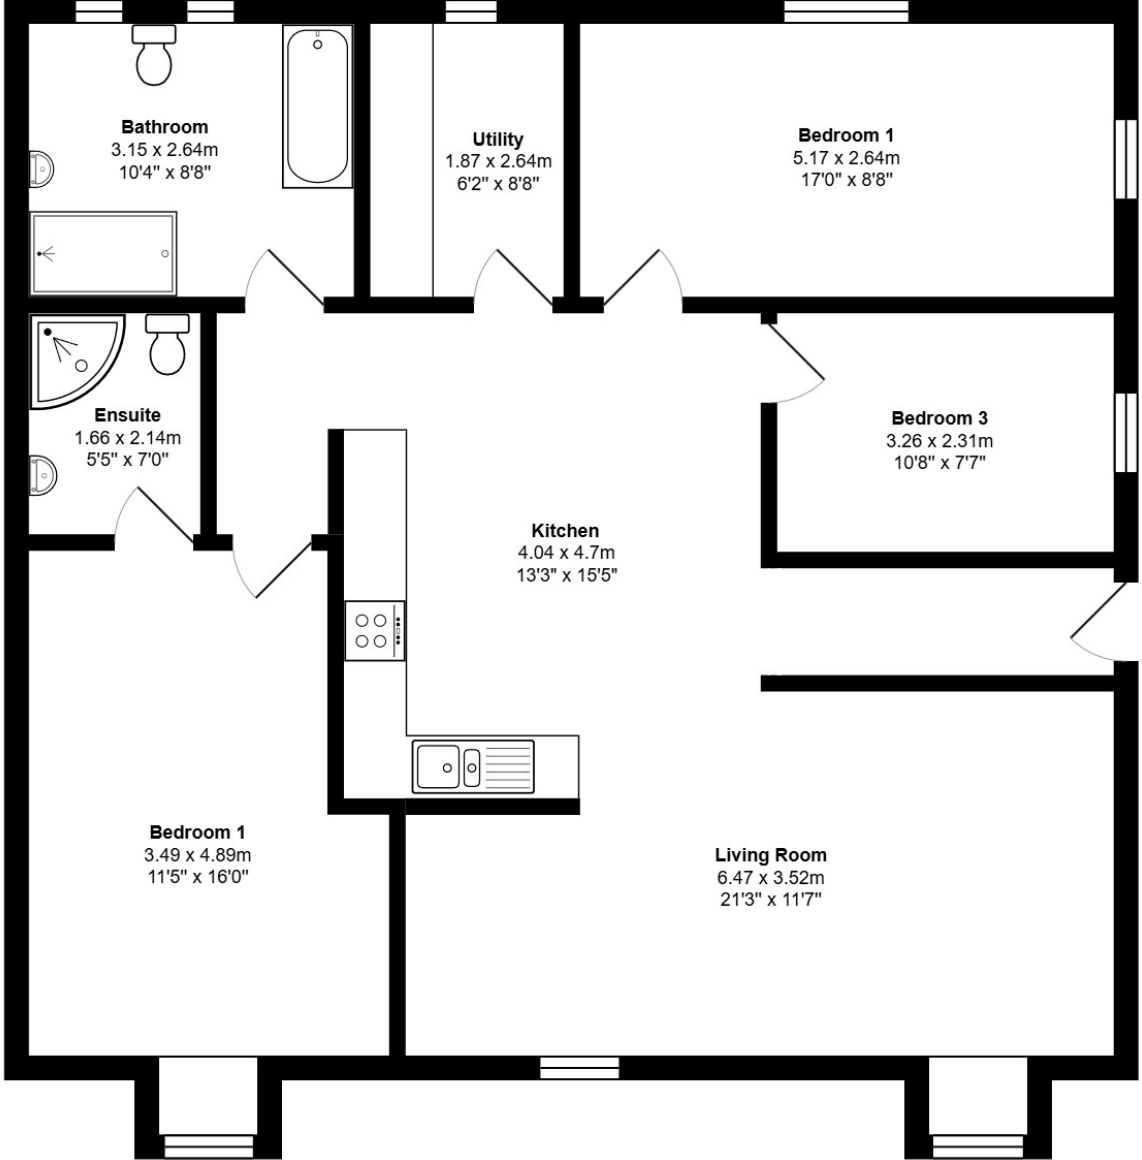 Bathroom
3.15 x 2.64m
10'4" x 8'8"
Utility
1.87 x 2.64m
6'2" x 8'8"
Bedroom 1
5.17 x 2.64m
17'0" x 8'8"
Ensuite
1.66 x 2.14m
5'5" x 7'0"
Bedroom 3
3.26 x 2.31m
10'8" x 7'7"
Kitchen
4.04 x 4.7m
13'3" x 15'5"
Bedroom 1
3.49 x 4.89m
11'5" x 16'0"
Living Room
6.47 x 3.52m
21'3" x 11'7"